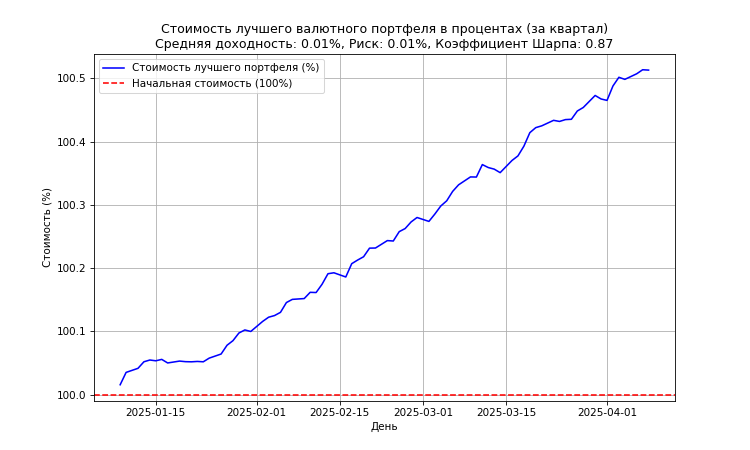 Стоимость лучшего валютного портфеля в процентах (за квартал)
Средняя доходность: 0.01%, Риск: 0.01%, Коэффициент Шарпа: 0.87
Стоимость лучшего портфеля (%)
Начальная стоимость (100%)
Стоимость (%)
100.5
100.4
100.3
100.2
100.1
100.0
2025-01-15
2025-02-01
2025-02-15
2025-03-01
2025-03-15
2025-04-01
День